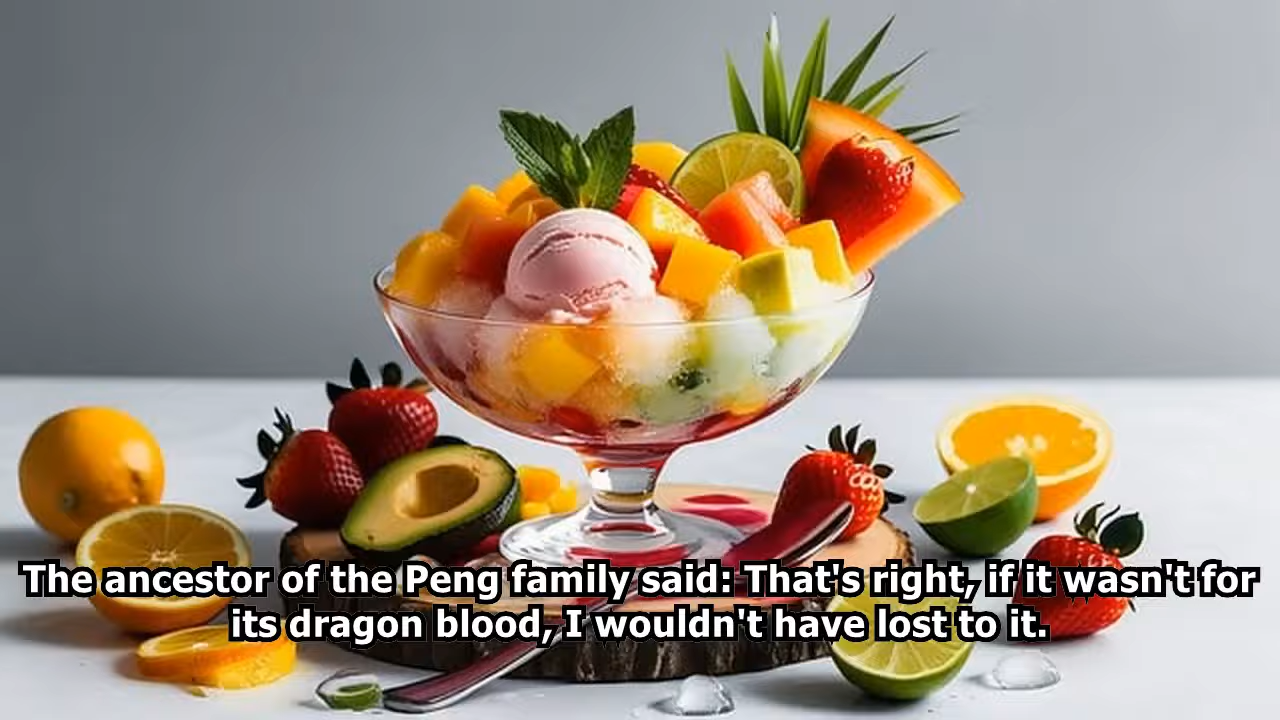 The ancestor of the Peng family said: That's right, if it wasn't for
its dragon blood, I wouldn't have lost to it.